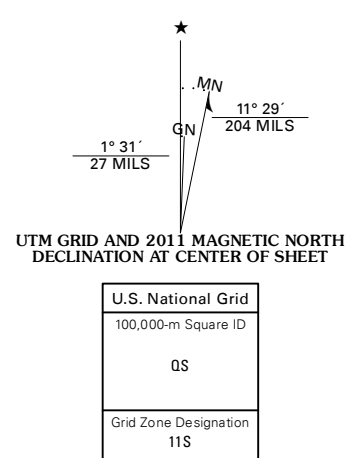 MN
11° 29´
204 MILS
GN
1° 31´
27 MILS
UTM GRID AND 2011 MAGNETIC NORTH
DECLINATION AT CENTER OF SHEET
U.S. National Grid
100,000-m Square ID
QS
Grid Zone Designation
11S